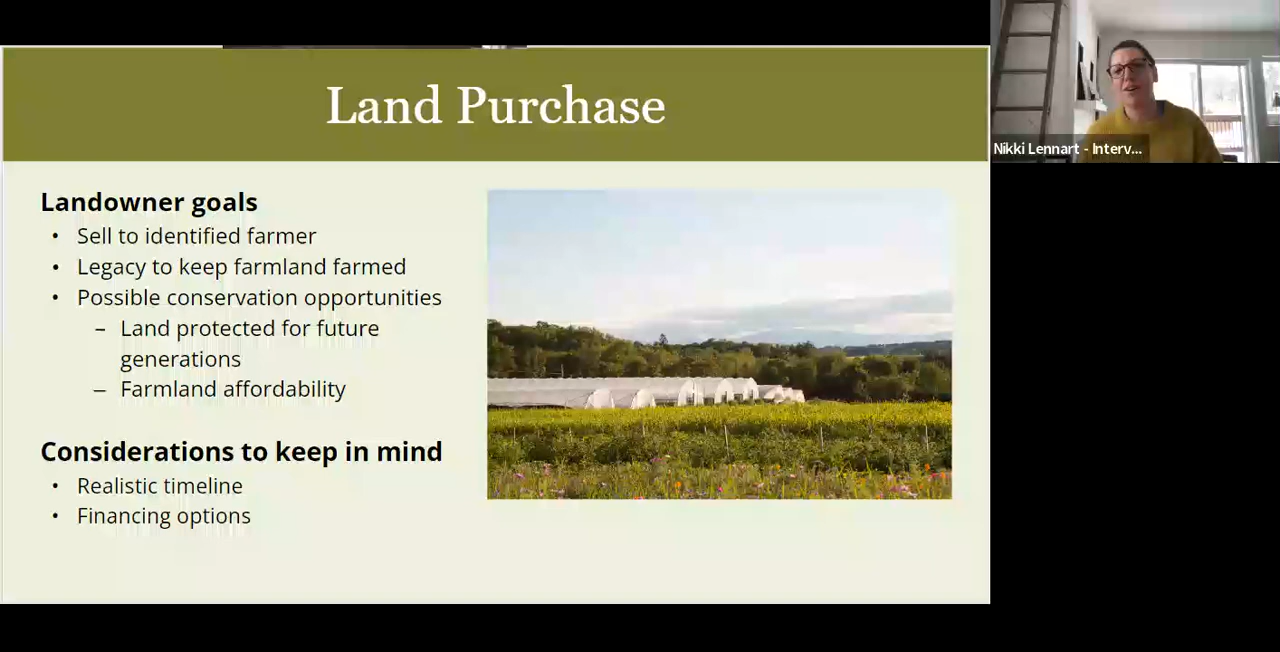 Land Purchase
Landowner goals
• Sell to identified farmer
• Legacy to keep farmland farmed
• Possible conservation opportunities
– Land protected for future
generations
– Farmland affordability
Considerations to keep in mind
• Realistic timeline
• Financing options
Nikki Lennart - Interv...